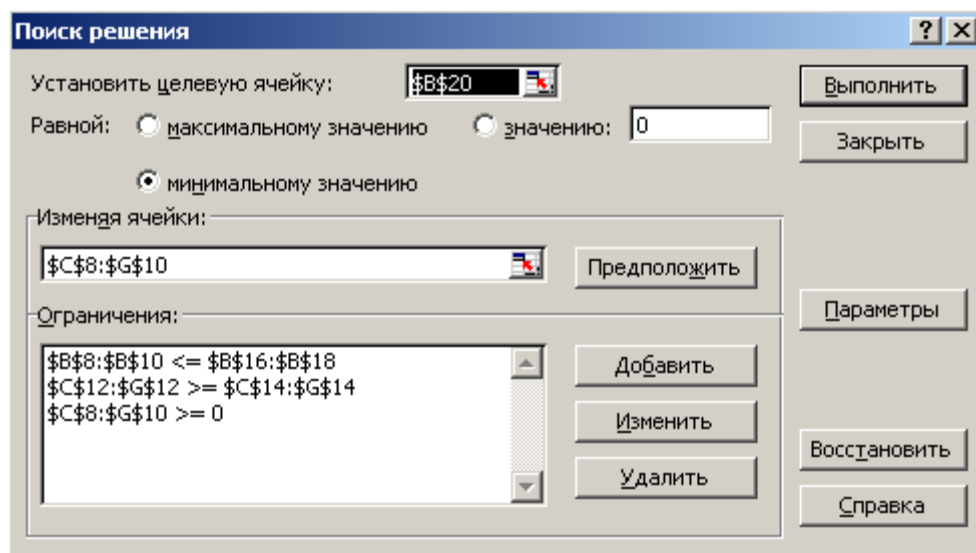 Поиск решения
Установить целевую ячейку: $B$20
Выполнить
Равной: максимальному значению значению: 0
Закрыть
минимальному значению
Изменяя ячейки:
$C$8:$G$10
Предположить
Параметры
Ограничения:
$B$8:$B$10 <= $B$16:$B$18
$C$12:$G$12 >= $C$14:$G$14
$C$8:$G$10 >= 0
Добавить
Изменить
Удалить
Восстановить
Справка